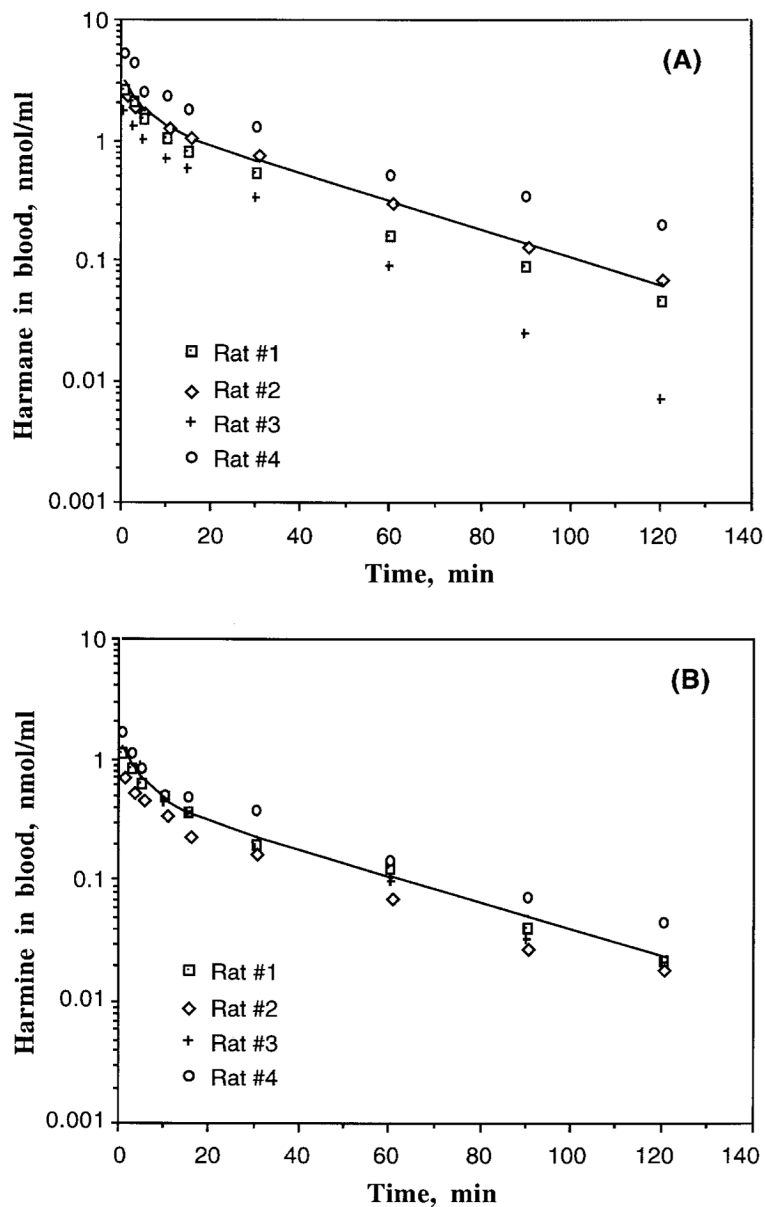 (A)
Harmane in blood, nmol/ml
10
1
0.1
0.01
0.001
Rat #1
Rat #2
Rat #3
Rat #4
0 20 40 60 80 100 120 140
Time, min
(B)
Harmine in blood, nmol/ml
10
1
0.1
0.01
0.001
Rat #1
Rat #2
Rat #3
Rat #4
0 20 40 60 80 100 120 140
Time, min